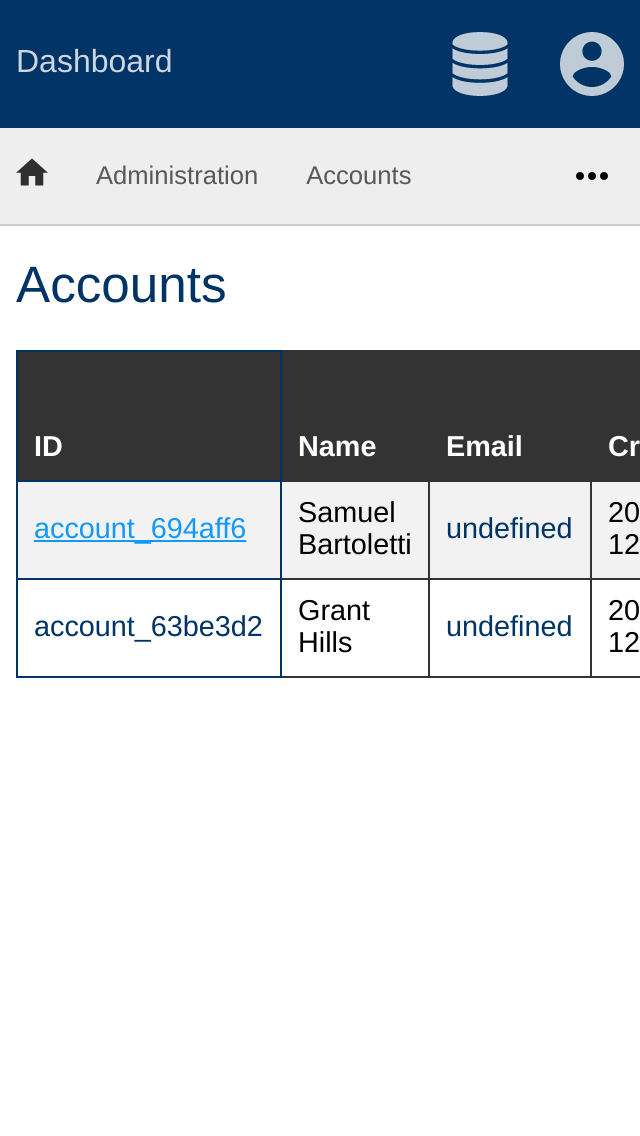 Dashboard
Administration Accounts
Accounts
ID Name Email Cr
account_694aff6 Samuel Bartoletti undefined 20 12
account_63be3d2 Grant Hills undefined 20 12